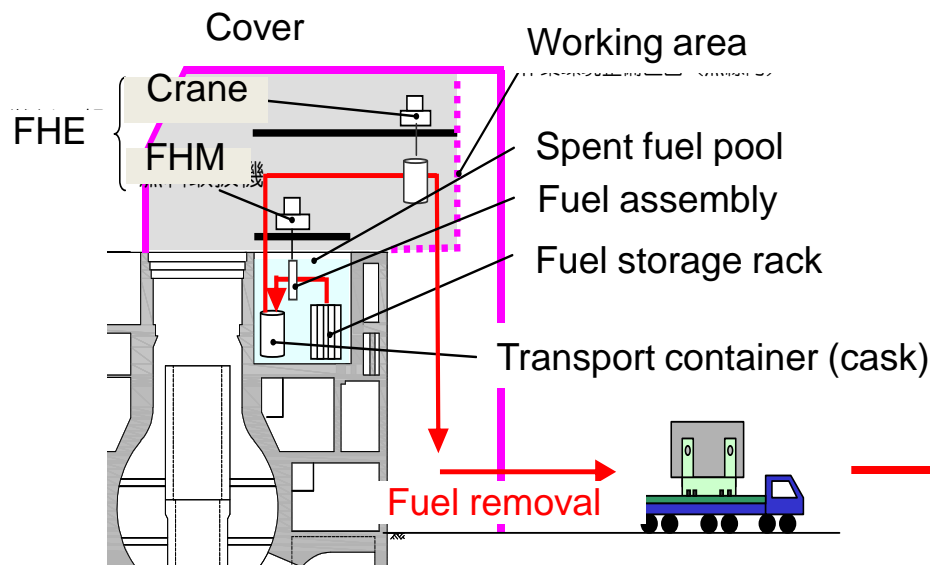 Cover
Working area
Crane
FHE
FHM
Spent fuel pool
Fuel assembly
Fuel storage rack
Transport container (cask)
Fuel removal